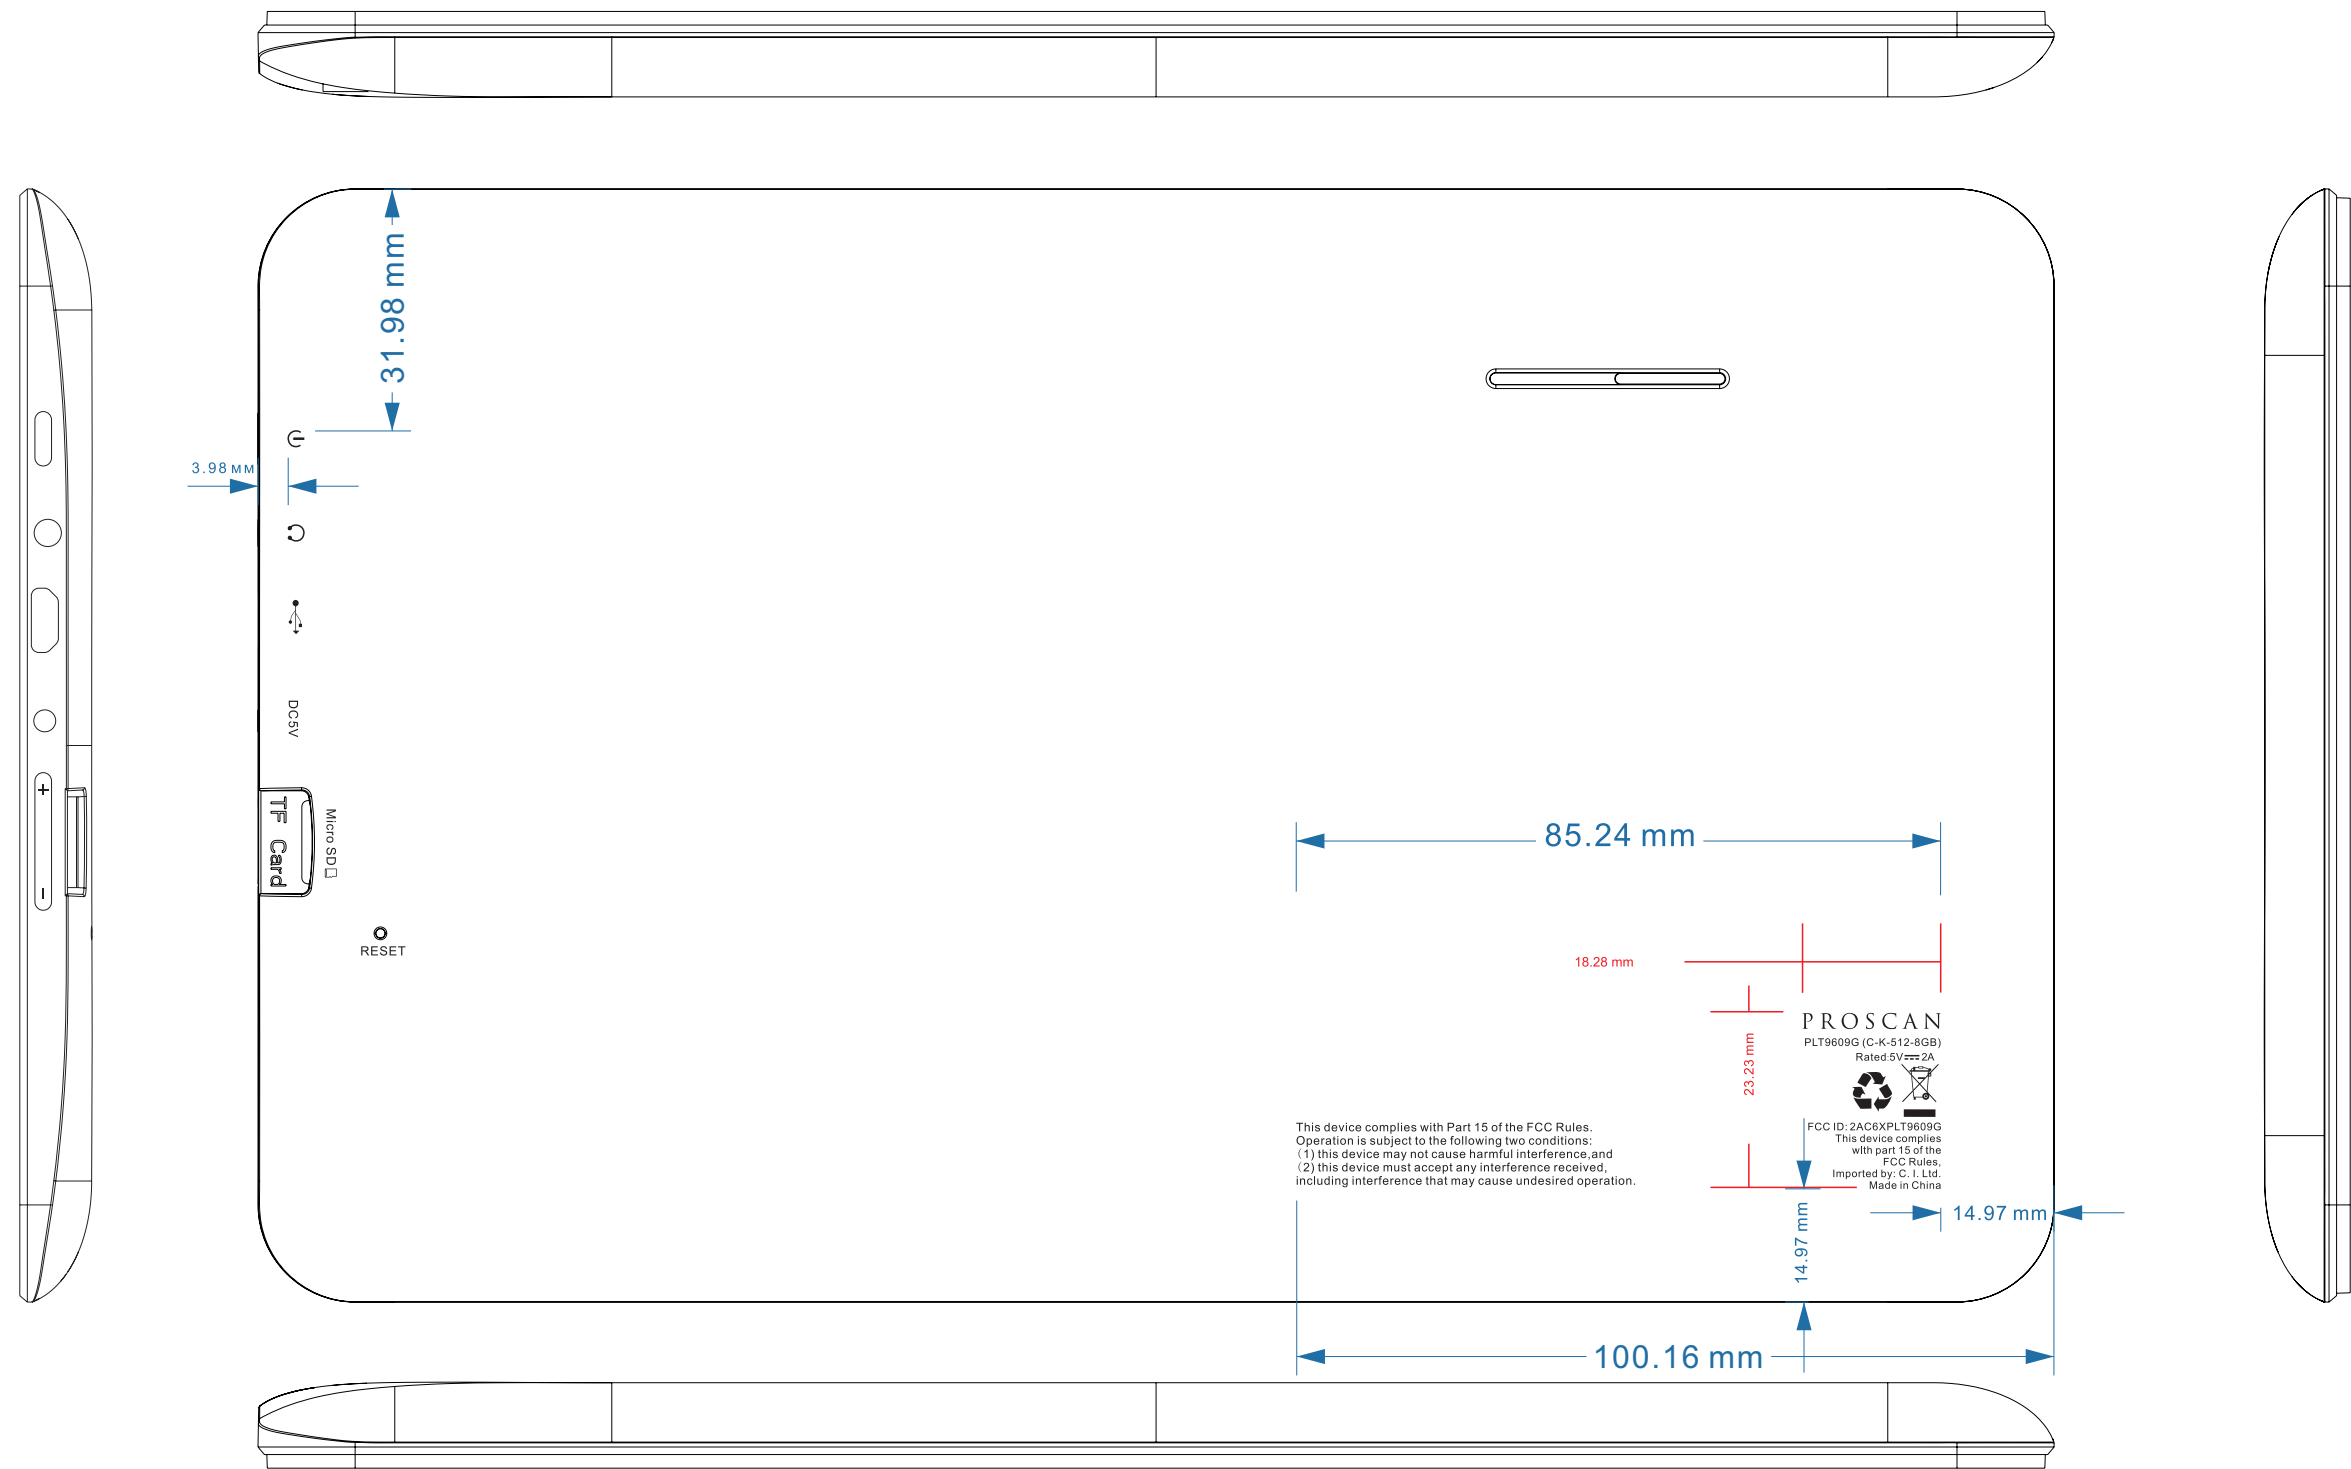 31.98 mm
3.98 MM
DC5V
+
-
TF Card
Micro SD
RESET
85.24 mm
18.28 mm
23.23 mm
PROSCAN
PLT9609G (C-K-512-8GB)
Rated:5V 2A
FCC ID: 2AC6XPLT9609G
This device complies
with part 15 of the
FCC Rules,
Imported by: C. I. Ltd.
Made in China
This device complies with Part 15 of the FCC Rules.
Operation is subject to the following two conditions:
（1) this device may not cause harmful interference,and
（2) this device must accept any interference received,
including interference that may cause undesired operation.
14.97 mm
14.97 mm
100.16 mm